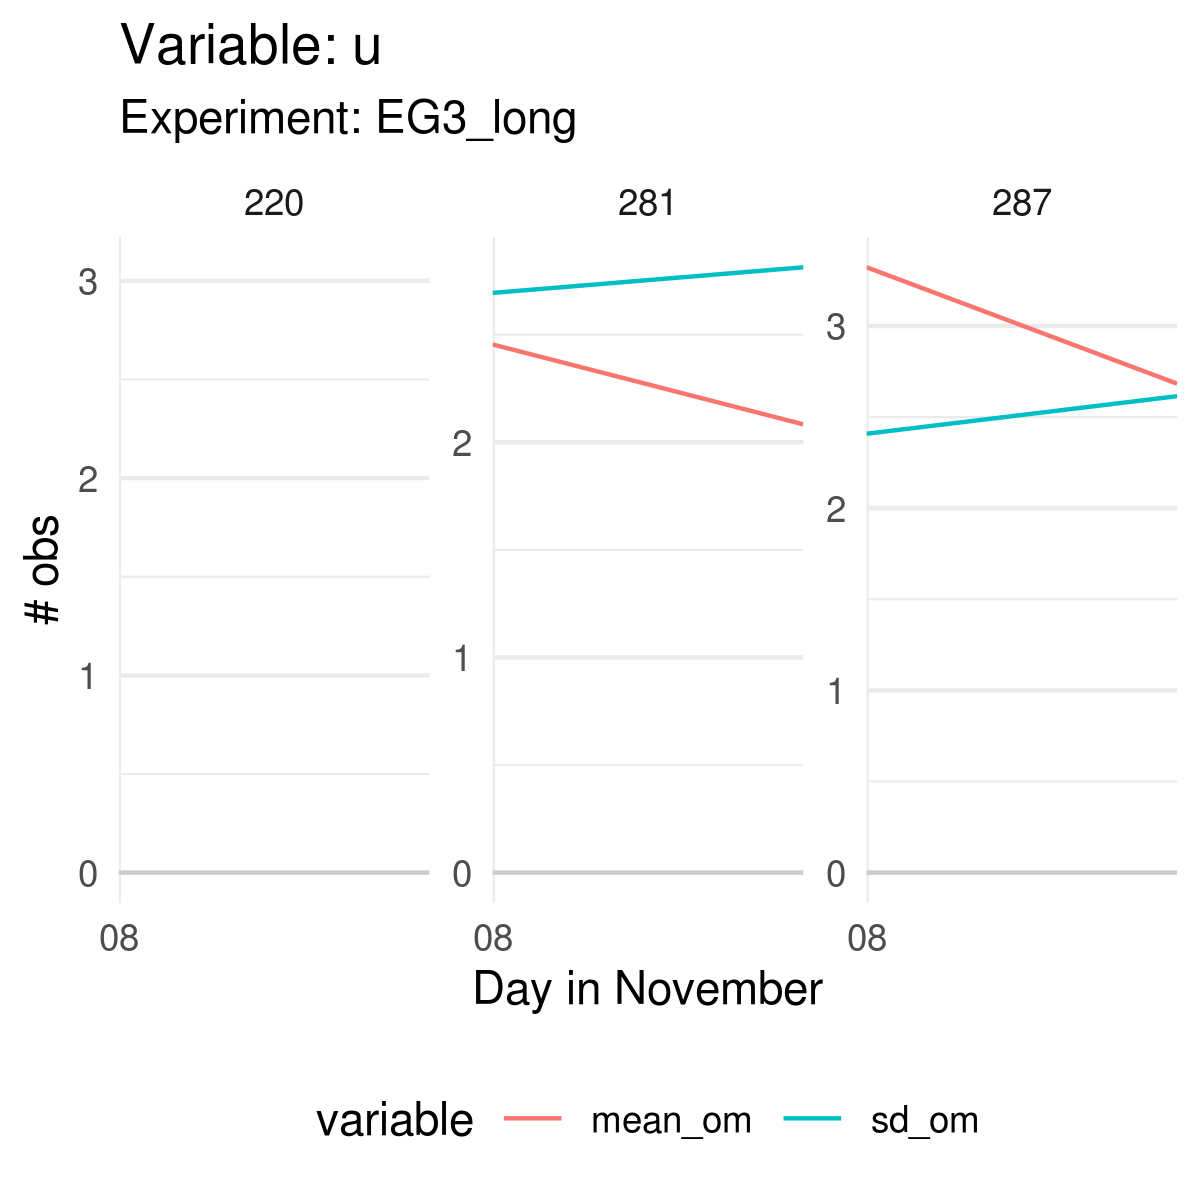 Variable: u
Experiment: EG3_long
220 281 287
3
2
1
0
2
1
0
3
2
1
0
# obs
08 08 08
Day in November
variable mean_om sd_om